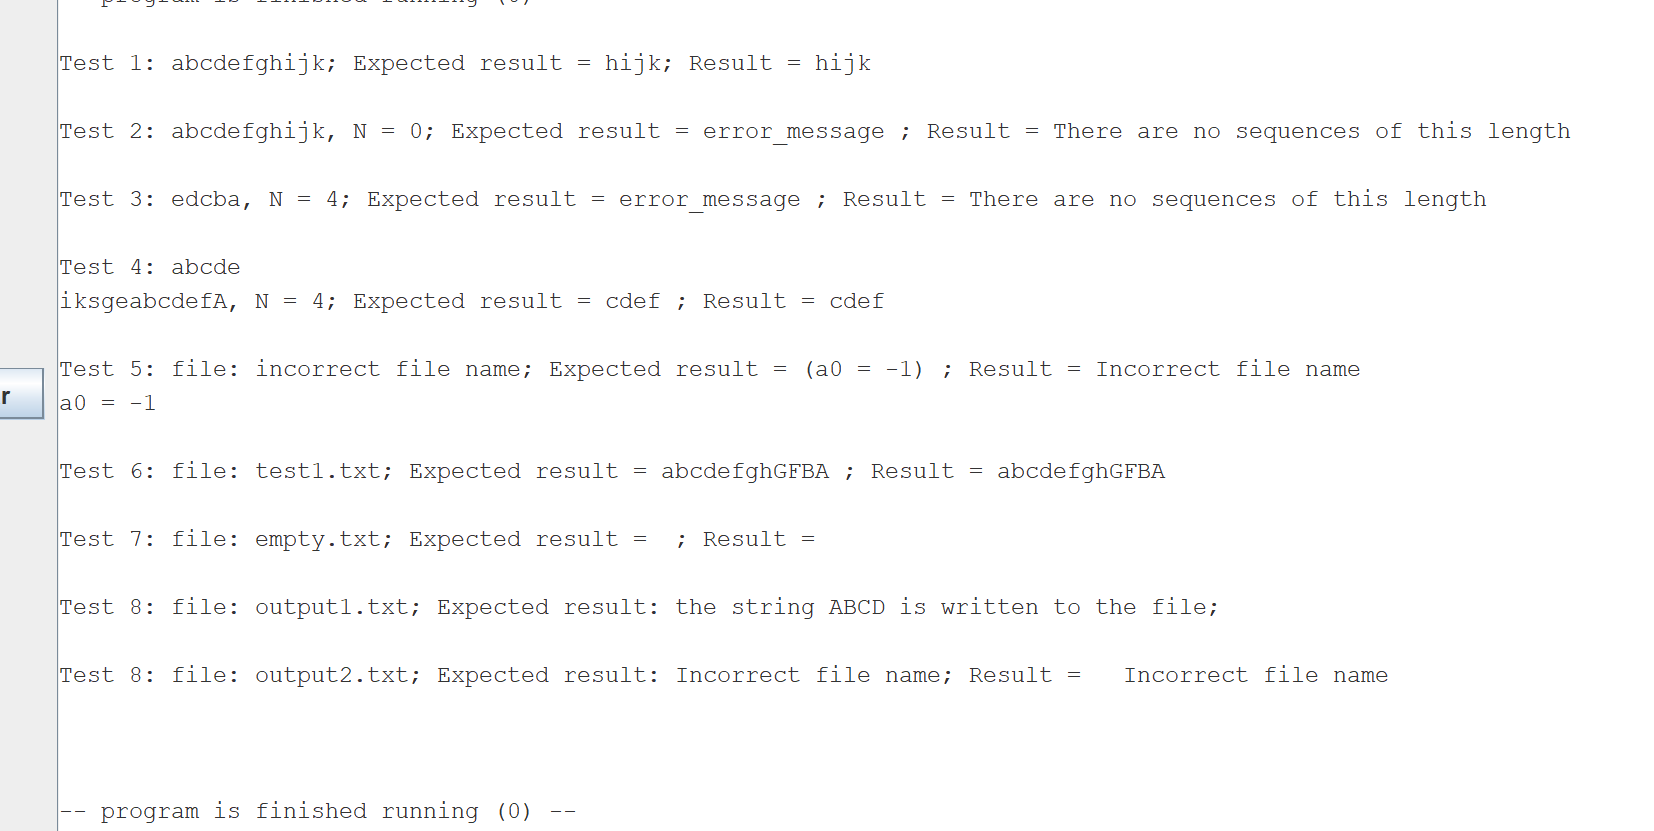 program is finished running (0)
Test 1: abcdefghijk; Expected result = hijk; Result = hijk
Test 2: abcdefghijk, N = 0; Expected result = error_message ; Result = There are no sequences of this length
Test 3: edcba, N = 4; Expected result = error_message ; Result = There are no sequences of this length
Test 4: abcde
iksgeabcdefA, N = 4; Expected result = cdef ; Result = cdef
Test 5: file: incorrect file name; Expected result = (a0 = -1) ; Result = Incorrect file name
r
a0 = -1
Test 6: file: test1.txt; Expected result = abcdefghGFBA ; Result = abcdefghGFBA
Test 7: file: empty.txt; Expected result =  ; Result =
Test 8: file: output1.txt; Expected result: the string ABCD is written to the file;
Test 8: file: output2.txt; Expected result: Incorrect file name; Result =   Incorrect file name
-- program is finished running (0) --